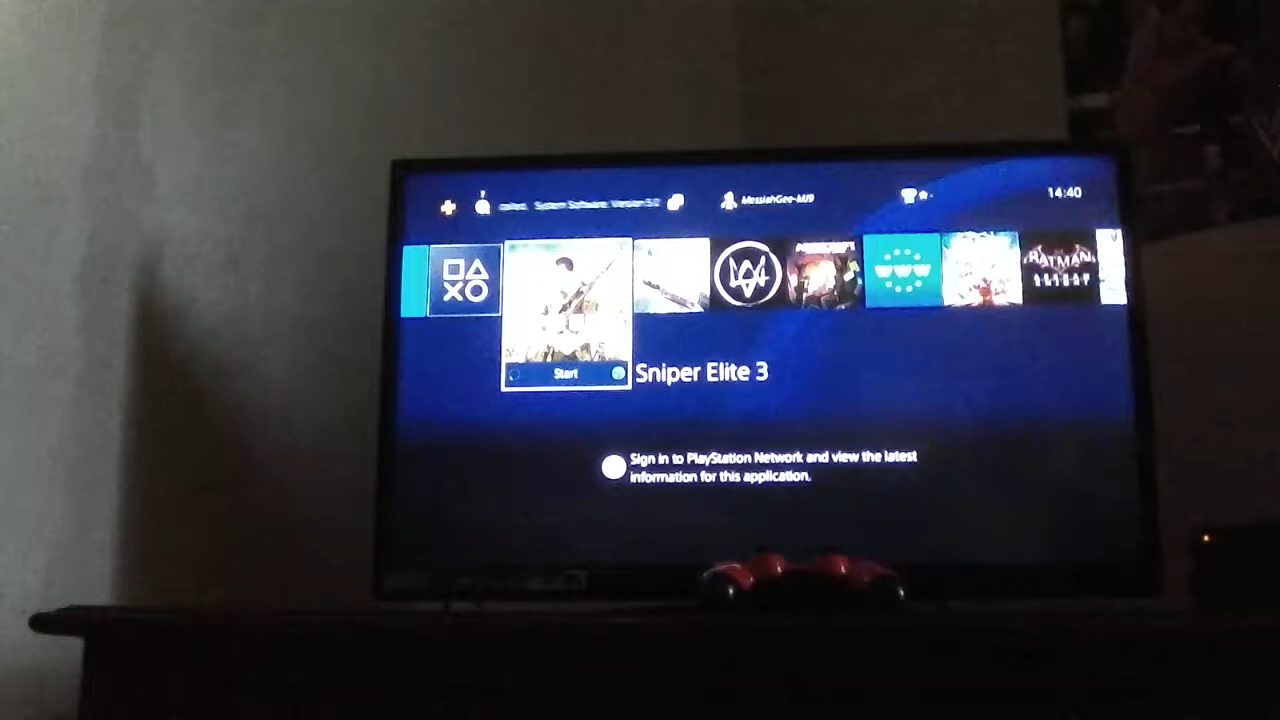 System Software Version 5.0
MessiahGee-MJ9
14:40
www
BATMAN
Start
Sniper Elite 3
Sign in to PlayStation Network and view the latest
information for this application.